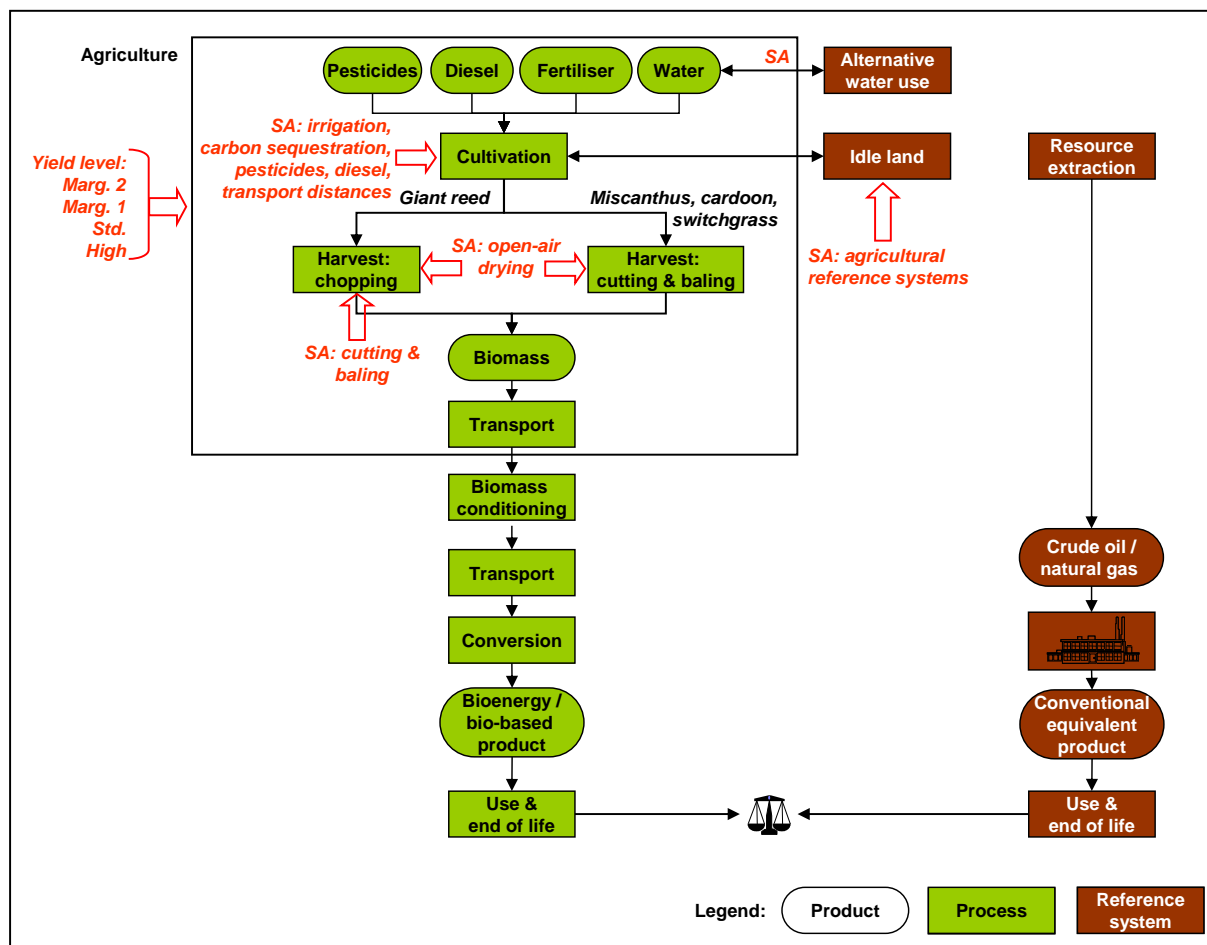 Agriculture
Pesticides
Diesel
Fertiliser
Water
SA
Alternative
water use
SA: irrigation,
carbon sequestration,
pesticides, diesel,
transport distances
Cultivation
Idle land
Resource
extraction
Yield level:
Marg. 2
Marg. 1
Std.
High
Giant reed
Miscanthus, cardoon,
switchgrass
Harvest:
chopping
SA: open-air
drying
Harvest:
cutting & baling
SA: agricultural
reference systems
SA: cutting &
baling
Biomass
Transport
Biomass
conditioning
Transport
Conversion
Bioenergy /
bio-based
product
Use &
end of life
Crude oil /
natural gas
Conventional
equivalent
product
Use &
end of life
Legend:
Product
Process
Reference
system